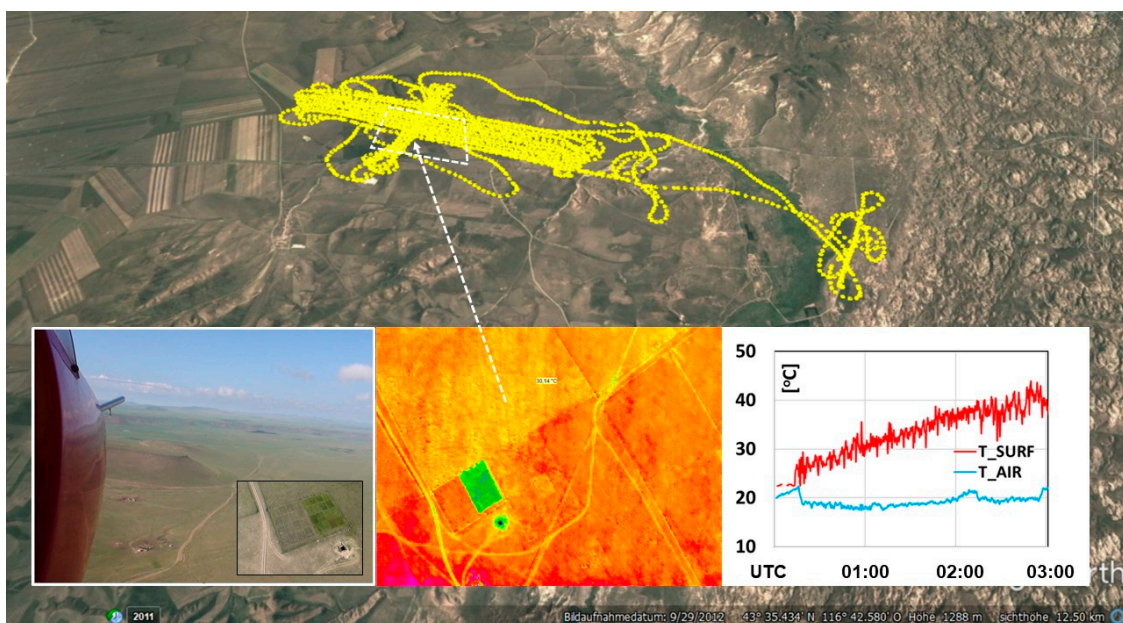 33,14 °C
50
[°C]
40
30
T_SURF
T_AIR
20
10
UTC 01:00 02:00 03:00
2011
Bildaufnahmedatum: 9/29/2012 43° 35.434' N 116° 42.580' O Höhe 1288 m sichthöhe 12.50 km